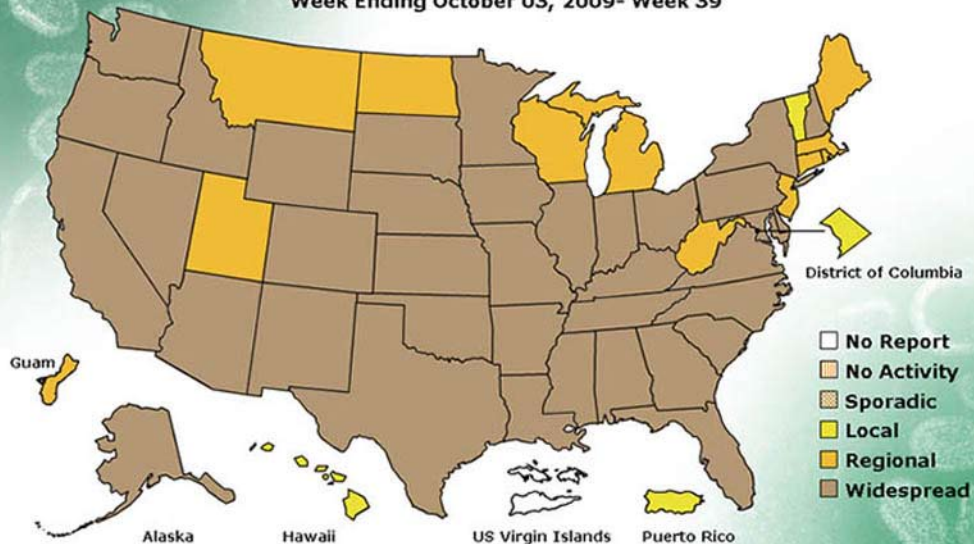 Week Ending October 03, 2009- Week 39
District of Columbia
Guam
No Report
No Activity
Sporadic
Local
Regional
Widespread
Alaska
Hawaii
US Virgin Islands
Puerto Rico